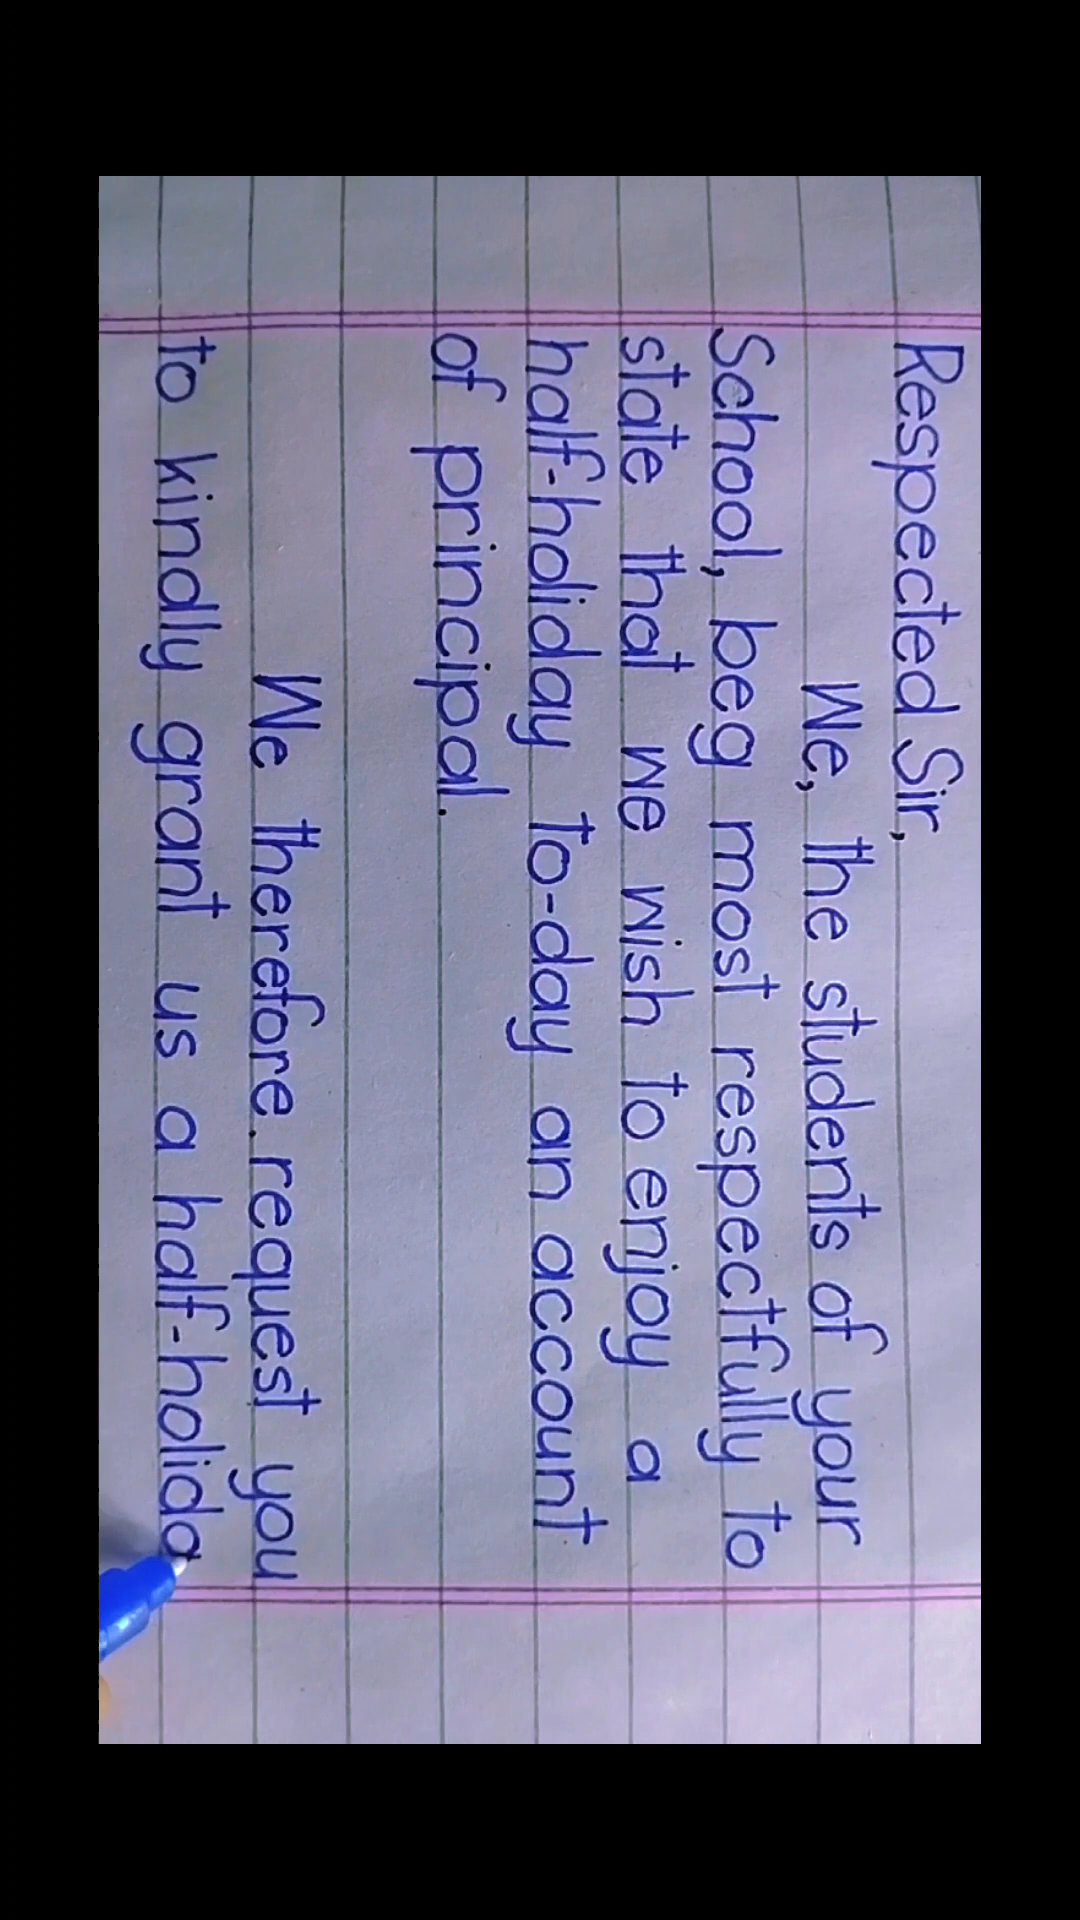 Respected Sir,
We, the students of your
School, beg most respectfully to
state that we wish to enjoy a
half-holiday to-day an account
of principal.
We therefore. request you
to kindly grant us a half-holida